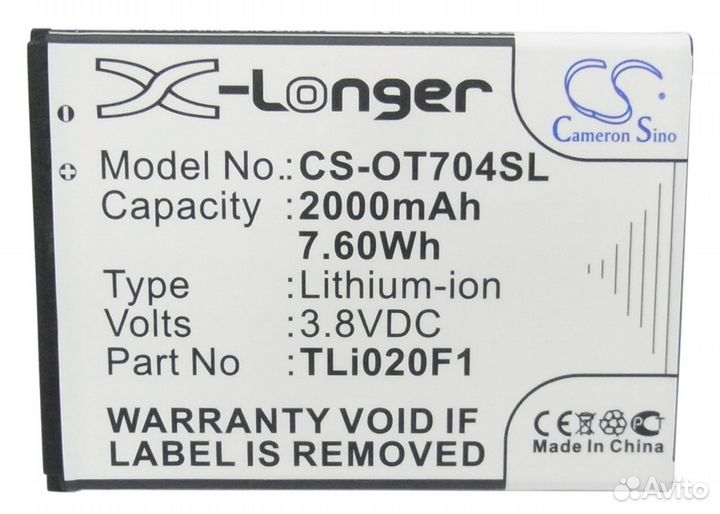 X-Longer
CS
Cameron Sino
Model No.: CS-OT704SL
Capacity : 2000mAh
7.60Wh
Type : Lithium-ion
Volts : 3.8VDC
Part No : TLi020F1
WARRANTY VOID IF
LABEL IS REMOVED
CE
Made In China
Avito